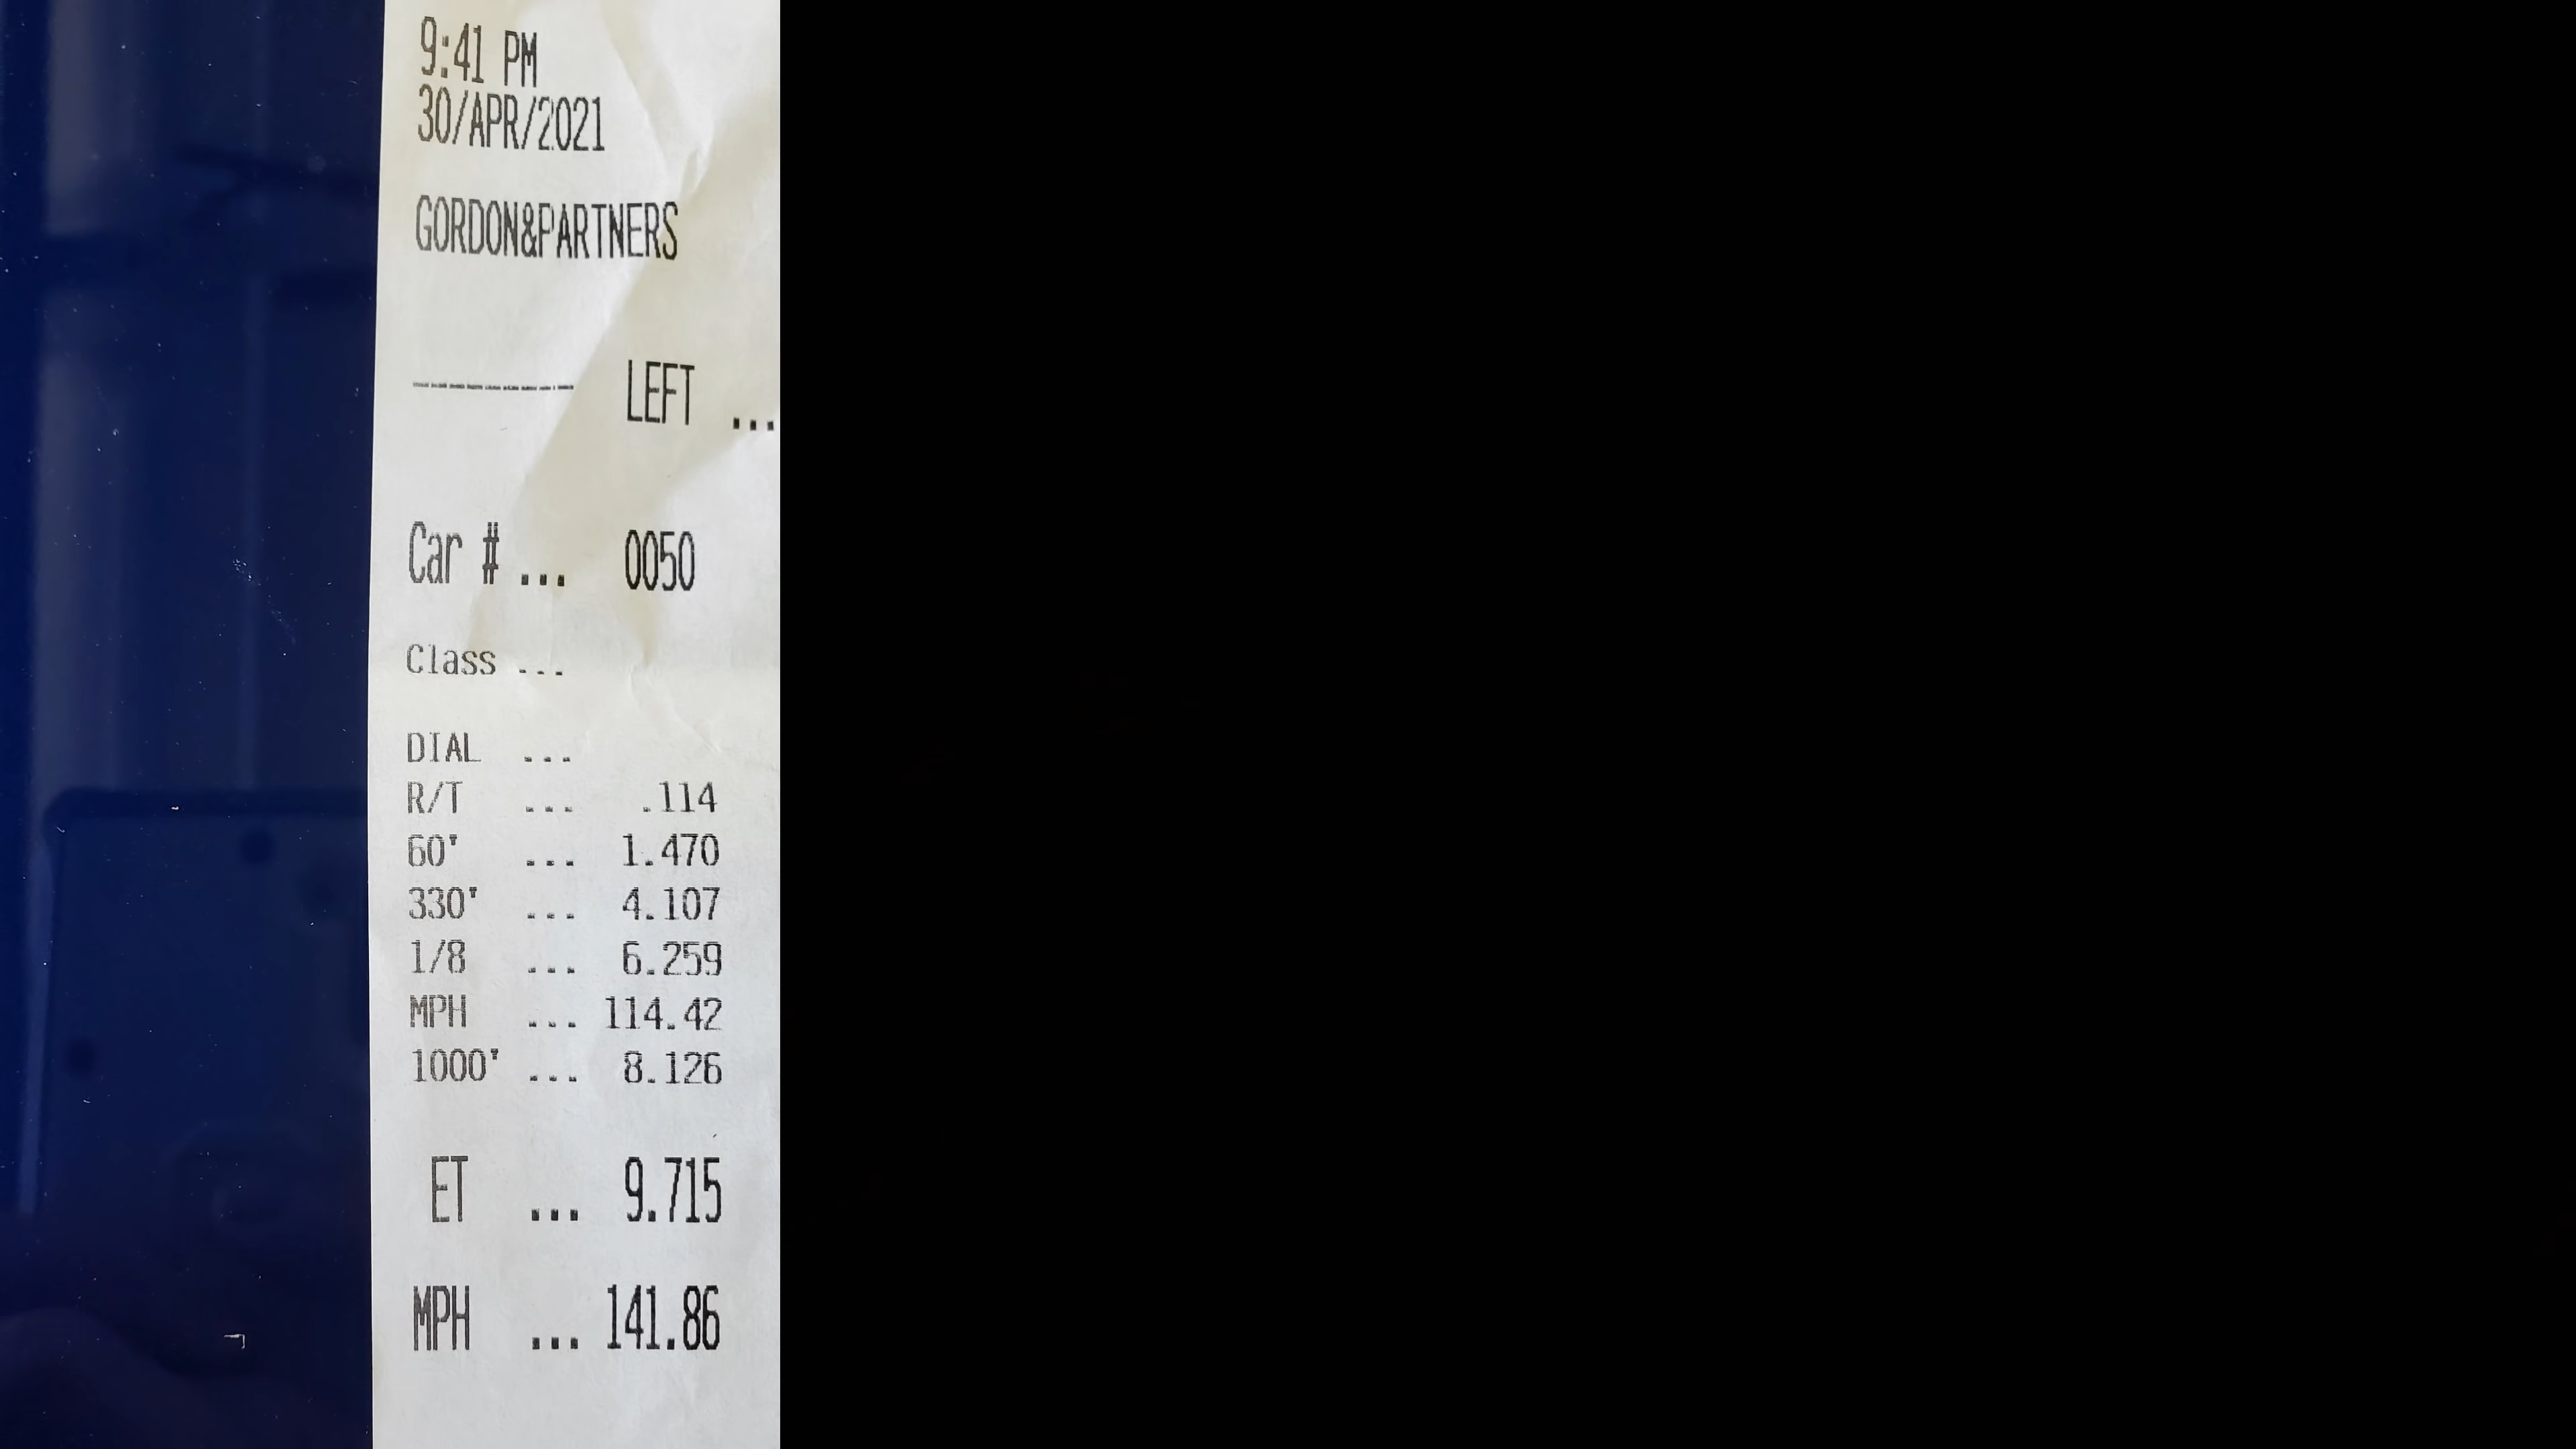 9:41 PM
30/APR/2021
GORDON&PARTNERS
--------- LEFT ...
Car # ... 0050
Class ...
DIAL ...
R/T ... .114
60' ... 1.470
330' ... 4.107
1/8 ... 6.259
MPH ... 114.42
1000' ... 8.126
ET ... 9.715
MPH ... 141.86